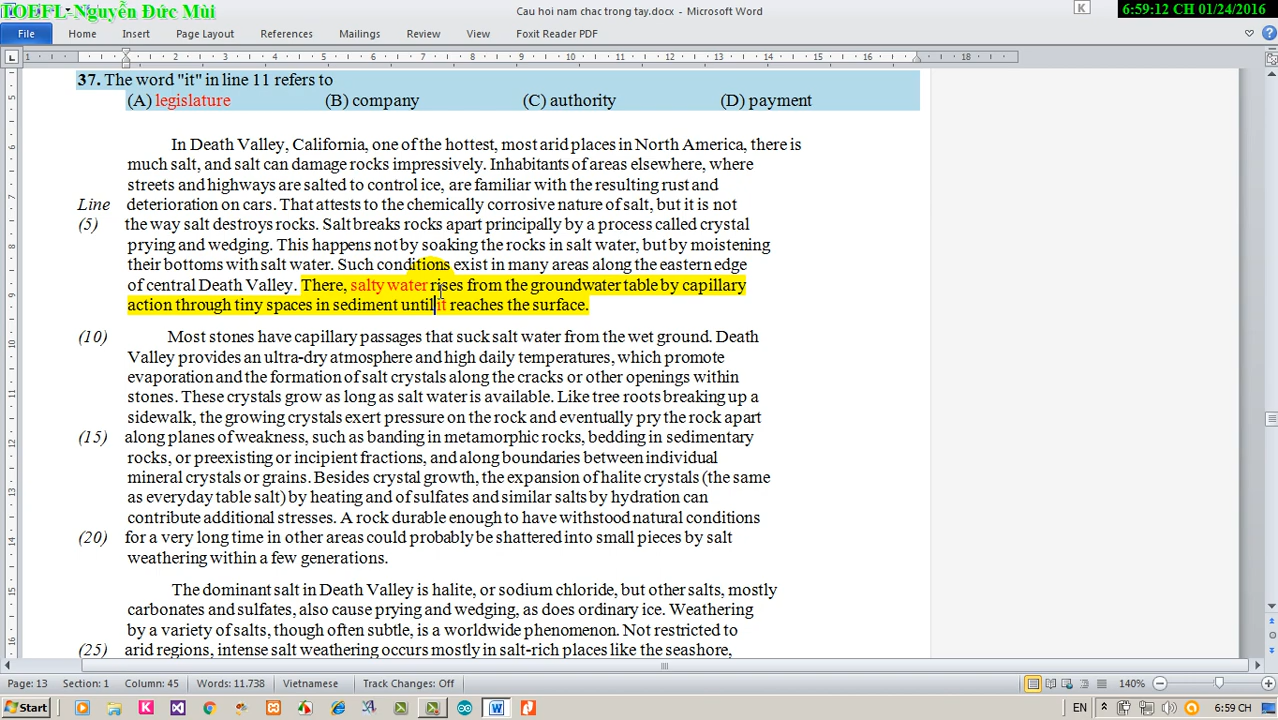 TOEFL-Nguyễn Đức Mùi
Cau hoi nam chac trong tay.docx - Microsoft Word
K
6:59:12 CH 01/24/2016
File Home Insert Page Layout References Mailings Review View Foxit Reader PDF
1 1 2 3 4 5 6 7 8 9 10 11 12 13 14 15 16 18
37. The word "it" in line 11 refers to
(A) legislature (B) company (C) authority (D) payment
In Death Valley, California, one of the hottest, most arid places in North America, there is
much salt, and salt can damage rocks impressively. Inhabitants of areas elsewhere, where
streets and highways are salted to control ice, are familiar with the resulting rust and
Line deterioration on cars. That attests to the chemically corrosive nature of salt, but it is not
(5) the way salt destroys rocks. Salt breaks rocks apart principally by a process called crystal
prying and wedging. This happens not by soaking the rocks in salt water, but by moistening
their bottoms with salt water. Such conditions exist in many areas along the eastern edge
of central Death Valley. There, salty water rises from the groundwater table by capillary
action through tiny spaces in sediment until it reaches the surface.
(10) Most stones have capillary passages that suck salt water from the wet ground. Death
Valley provides an ultra-dry atmosphere and high daily temperatures, which promote
evaporation and the formation of salt crystals along the cracks or other openings within
stones. These crystals grow as long as salt water is available. Like tree roots breaking up a
sidewalk, the growing crystals exert pressure on the rock and eventually pry the rock apart
(15) along planes of weakness, such as banding in metamorphic rocks, bedding in sedimentary
rocks, or preexisting or incipient fractions, and along boundaries between individual
mineral crystals or grains. Besides crystal growth, the expansion of halite crystals (the same
as everyday table salt) by heating and of sulfates and similar salts by hydration can
contribute additional stresses. A rock durable enough to have withstood natural conditions
(20) for a very long time in other areas could probably be shattered into small pieces by salt
weathering within a few generations.
The dominant salt in Death Valley is halite, or sodium chloride, but other salts, mostly
carbonates and sulfates, also cause prying and wedging, as does ordinary ice. Weathering
by a variety of salts, though often subtle, is a worldwide phenomenon. Not restricted to
(25) arid regions, intense salt weathering occurs mostly in salt-rich places like the seashore,
Page: 13 Section: 1 Column: 45 Words: 11.738 Vietnamese Track Changes: Off 140%
Start EN 6:59 CH